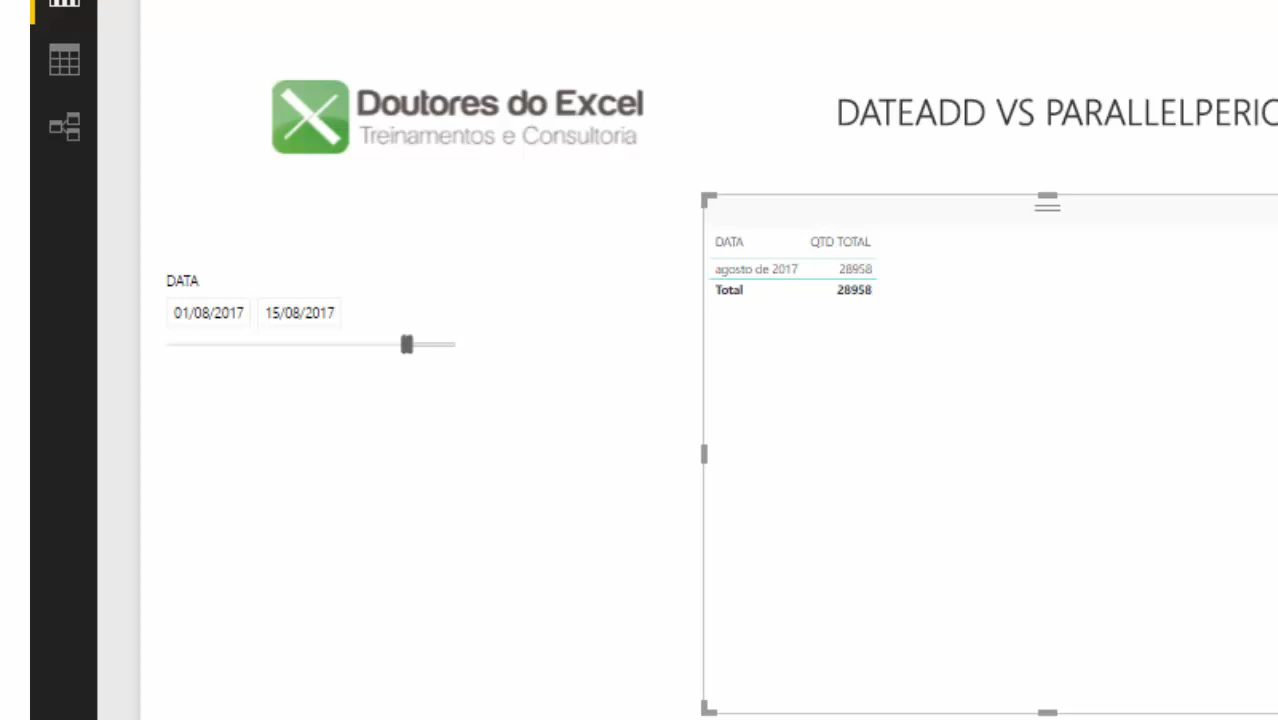 Doutores do Excel
Treinamentos e Consultoria
DATEADD VS PARALLELPERIO
DATA
01/08/2017 15/08/2017
DATA QTD TOTAL
agosto de 2017 28958
Total 28958